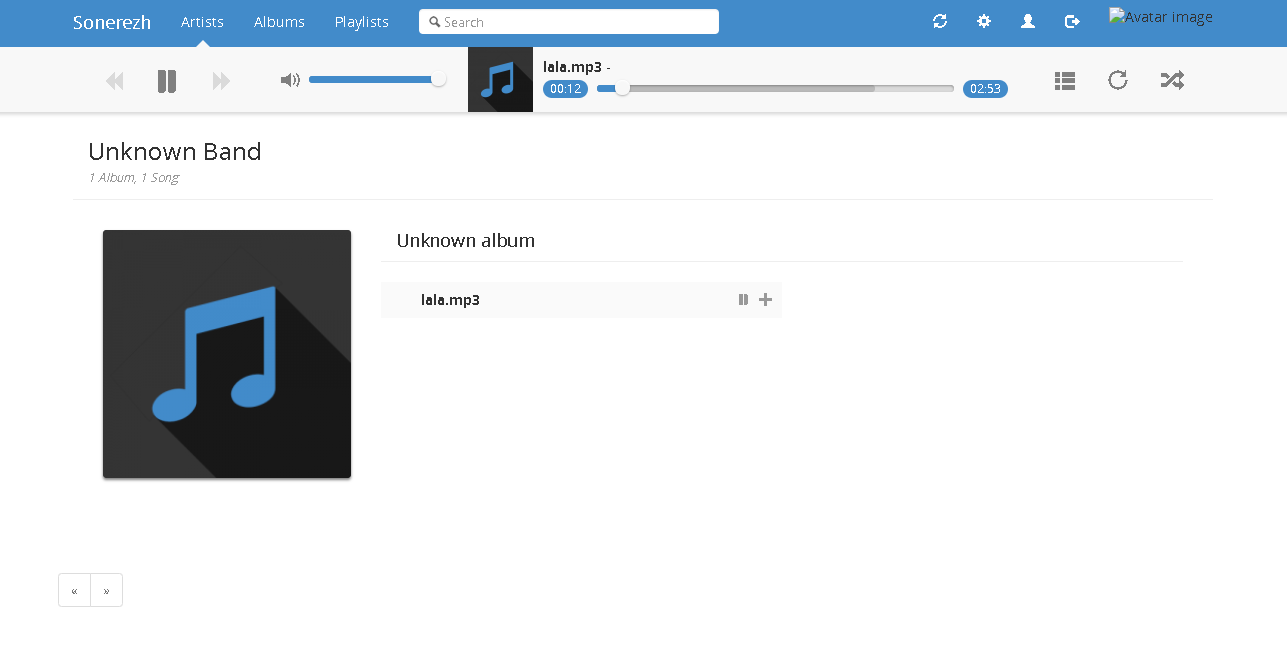 Sonerezh Artists Albums Playlists Search Avatar image
lala.mp3 -
00:12 02:53
Unknown Band
1 Album, 1 Song
Unknown album
lala.mp3
« »